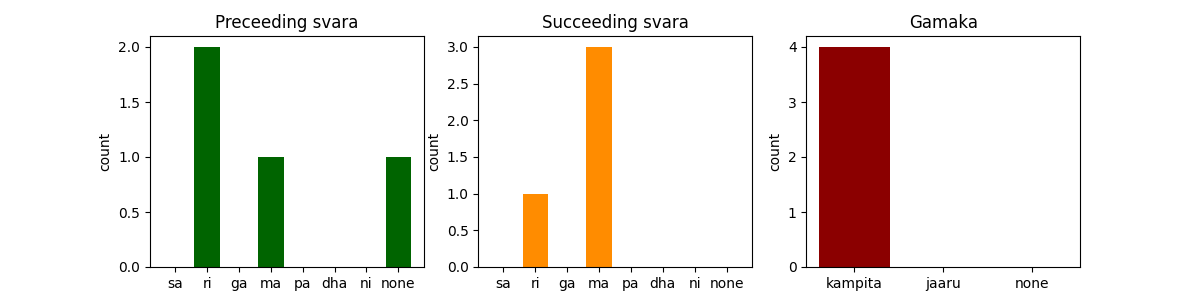 Preceeding svara
count
2.0
1.5
1.0
0.5
0.0
sa ri ga ma pa dha ni none
Succeeding svara
count
3.0
2.5
2.0
1.5
1.0
0.5
0.0
sa ri ga ma pa dha ni none
Gamaka
count
4
3
2
1
0
kampita jaaru none